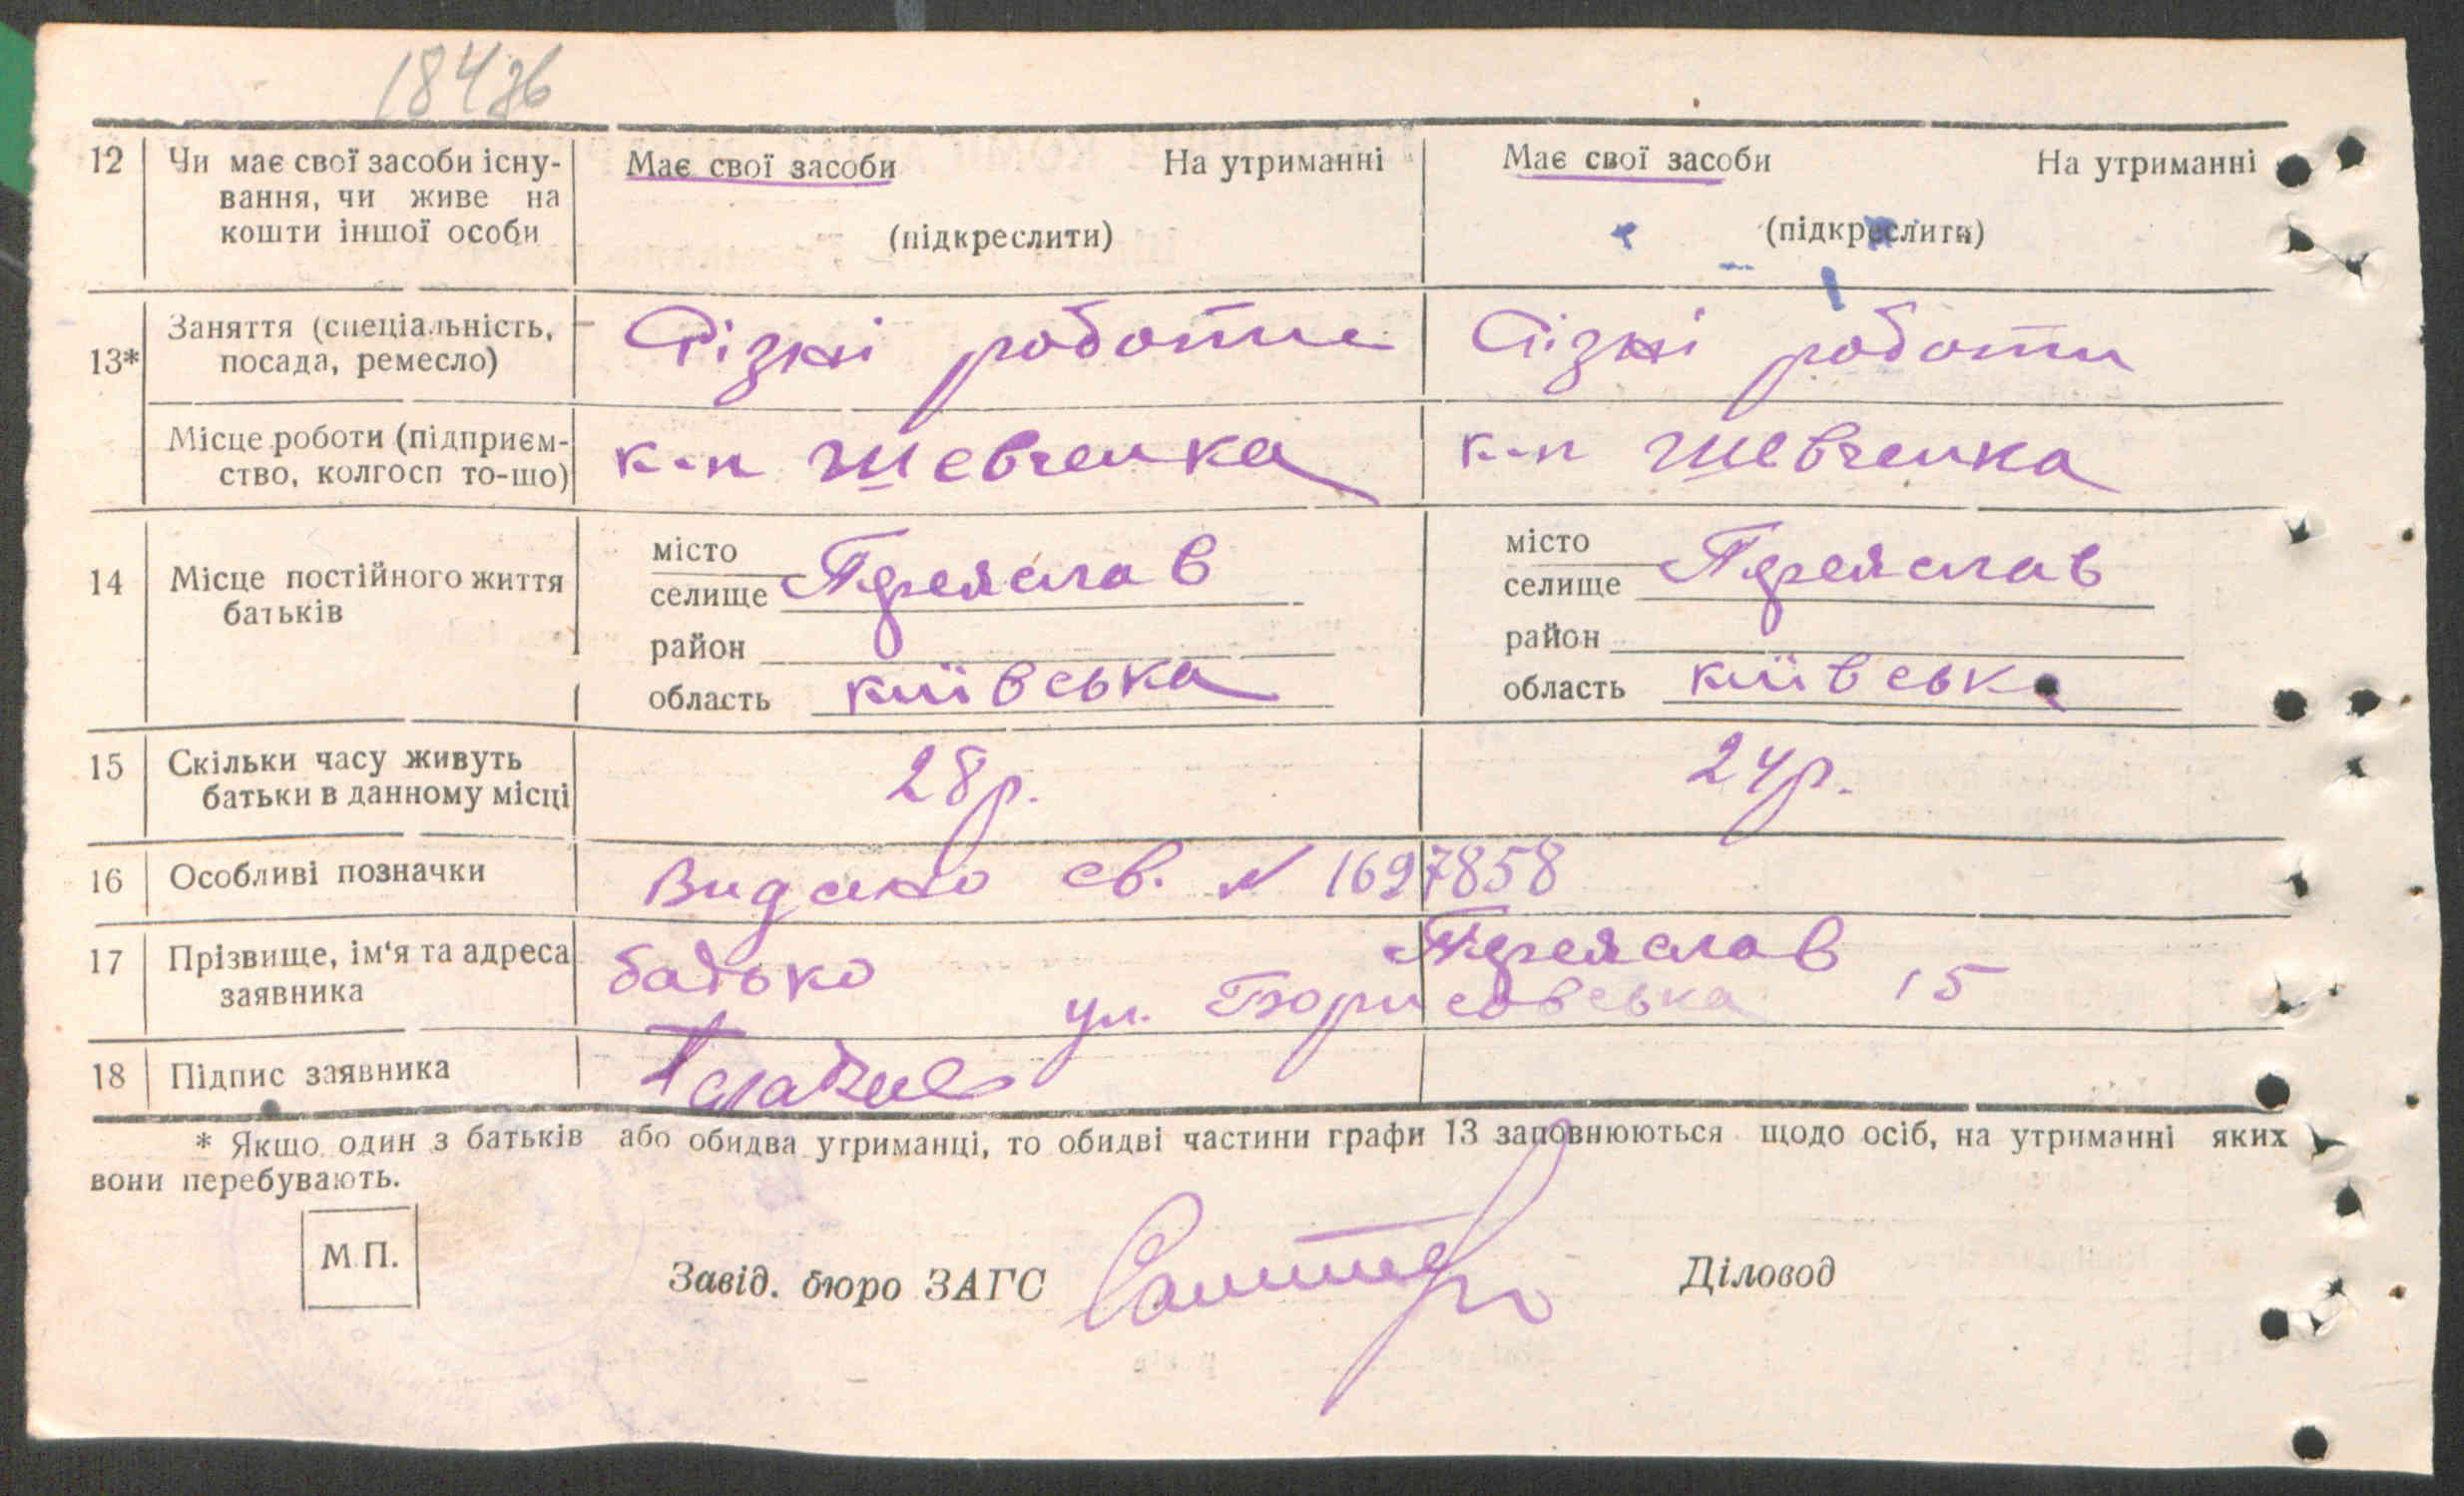 184зв
12 Чи має свої засоби існу- Має свої засоби На утриманні Має свої засоби На утриманні
вання, чи живе на
кошти іншої особи (підкреслити) (підкреслити)
13* Заняття (спеціальність, Різні роботи Різні роботи
посада, ремесло)
Місце роботи (підприєм- к-п Шевченка к-п Шевченка
ство, колгосп то-що)
14 Місце постійного життя місто Переяслав місто Переяслав
батьків селище селище
район район
область київська область київська
15 Скільки часу живуть 28р. 24р.
батьки в данному місці
16 Особливі позначки Видано св. № 1697858
17 Прізвище, ім'я та адреса батько Переяслав
заявника ул. Борисовська 15
18 Підпис заявника
* Якщо один з батьків або обидва утриманці, то обидві частини графи 13 заповнюються щодо осіб, на утриманні яких
вони перебувають.
М.П.
Завід. бюро ЗАГС Діловод